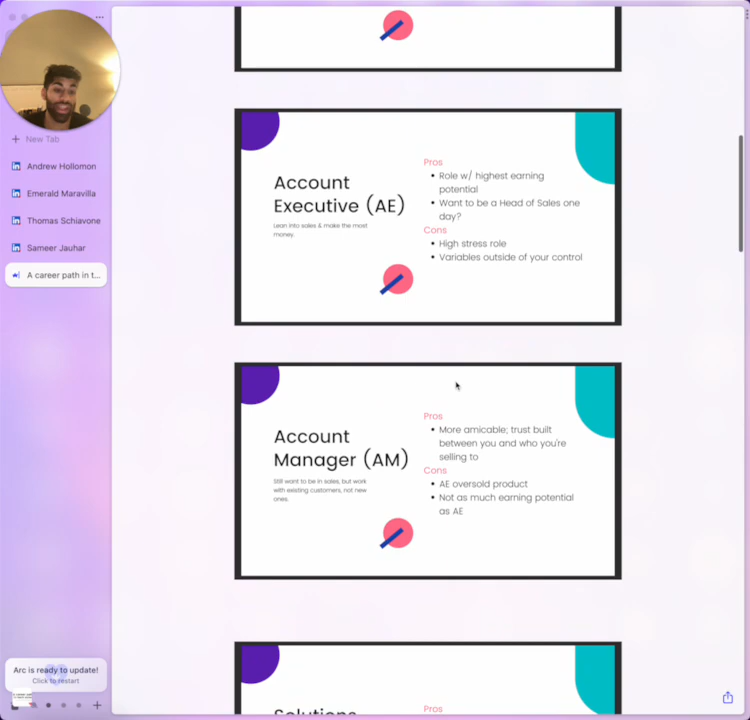 New Tab
Andrew Hollomon
Emerald Maravilla
Thomas Schiavone
Sameer Jauhar
A career path in t...
Arc is ready to update!
Click to restart
Account
Executive (AE)
Lean into sales & make the most
money.
Pros
• Role w/ highest earning
potential
• Want to be a Head of Sales one
day?
Cons
• High stress role
• Variables outside of your control
Account
Manager (AM)
Still want to be in sales, but work
with existing customers, not new
ones.
Pros
• More amicable; trust built
between you and who you're
selling to
Cons
• AE oversold product
• Not as much earning potential
as AE
Solutions
Pros